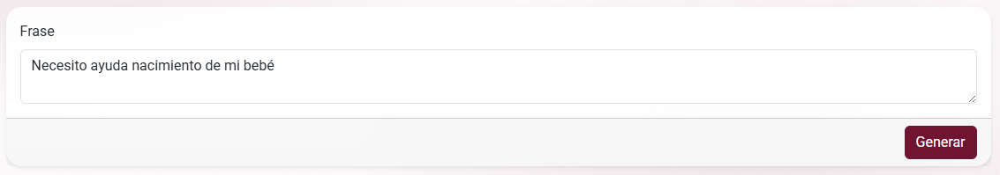 Frase
Necesito ayuda nacimiento de mi bebé
Generar